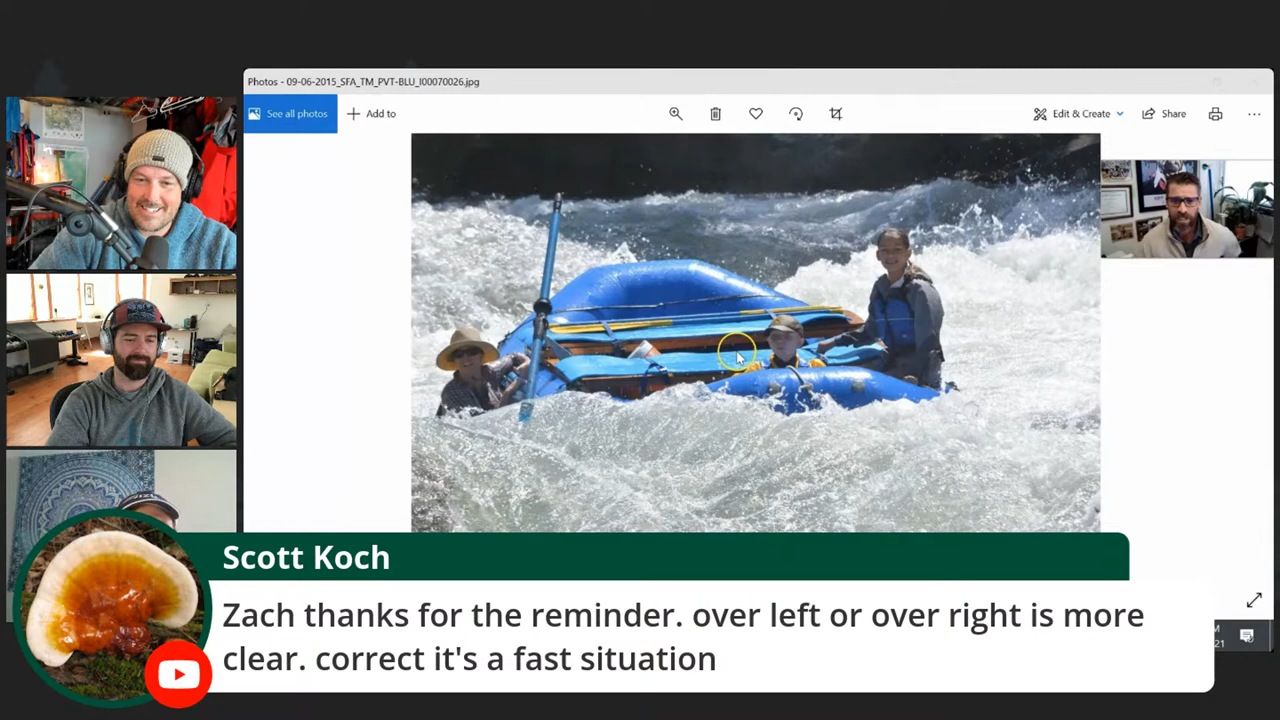 Photos - 09-06-2015_SFA_TM_PVT-BLU_I00070026.jpg
See all photos
Add to
Edit & Create
Share
M
21
Scott Koch
Zach thanks for the reminder. over left or over right is more
clear. correct it's a fast situation